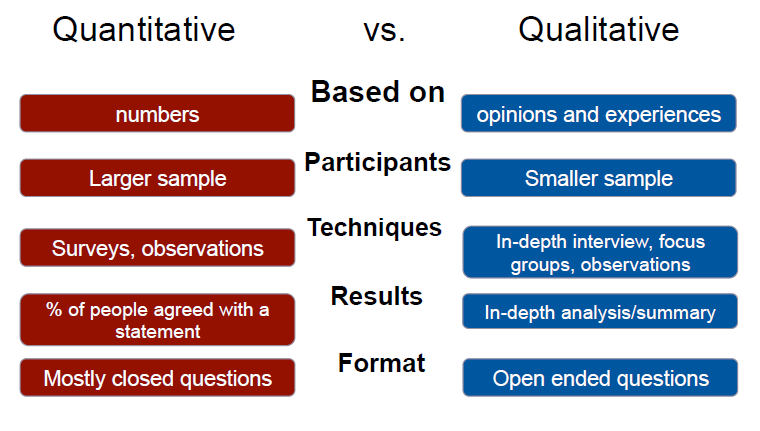 Quantitative vs. Qualitative
Based on
numbers
opinions and experiences
Participants
Larger sample
Smaller sample
Techniques
Surveys, observations
In-depth interview, focus
groups, observations
Results
% of people agreed with a
statement
In-depth analysis/summary
Format
Mostly closed questions
Open ended questions